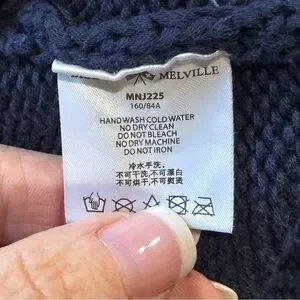 MELVILLE
MNJ225
160/84A
HAND WASH COLD WATER
NO DRY CLEAN
DO NOT BLEACH
NO DRY MACHINE
DO NOT IRON
冷水手洗,
不可干洗,不可漂白
不可烘干,不可熨烫